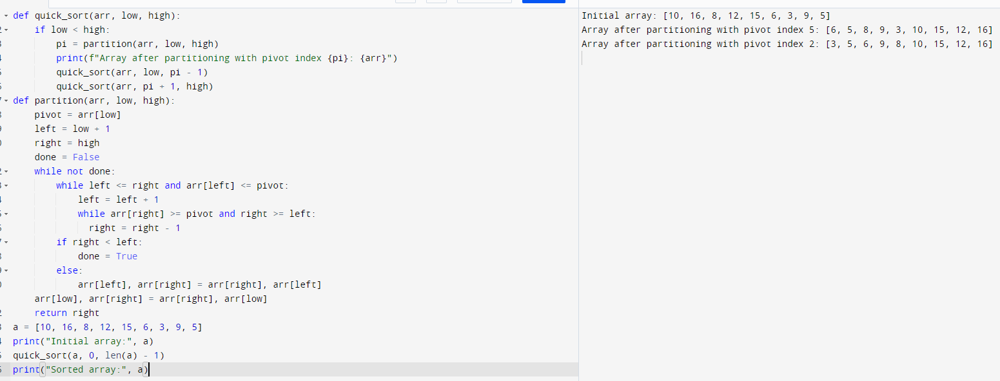 def quick_sort(arr, low, high):
    if low < high:
        pi = partition(arr, low, high)
        print(f"Array after partitioning with pivot index {pi}: {arr}")
        quick_sort(arr, low, pi - 1)
        quick_sort(arr, pi + 1, high)
def partition(arr, low, high):
    pivot = arr[low]
    left = low + 1
    right = high
    done = False
    while not done:
        while left <= right and arr[left] <= pivot:
            left = left + 1
            while arr[right] >= pivot and right >= left:
              right = right - 1
        if right < left:
            done = True
        else:
            arr[left], arr[right] = arr[right], arr[left]
    arr[low], arr[right] = arr[right], arr[low]
    return right
a = [10, 16, 8, 12, 15, 6, 3, 9, 5]
print("Initial array:", a)
quick_sort(a, 0, len(a) - 1)
print("Sorted array:", a)
Initial array: [10, 16, 8, 12, 15, 6, 3, 9, 5]
Array after partitioning with pivot index 5: [6, 5, 8, 9, 3, 10, 15, 12, 16]
Array after partitioning with pivot index 2: [3, 5, 6, 9, 8, 10, 15, 12, 16]